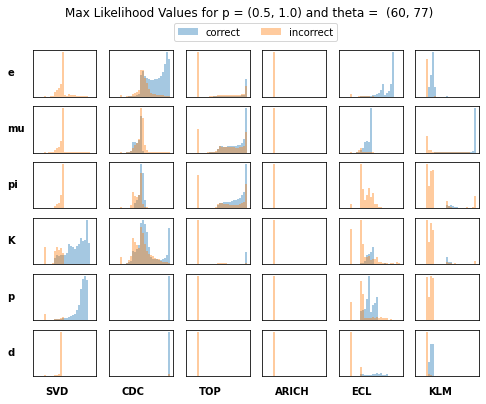 Max Likelihood Values for p = (0.5, 1.0) and theta = (60, 77)
correct incorrect
e
mu
pi
K
p
d
SVD CDC TOP ARICH ECL KLM